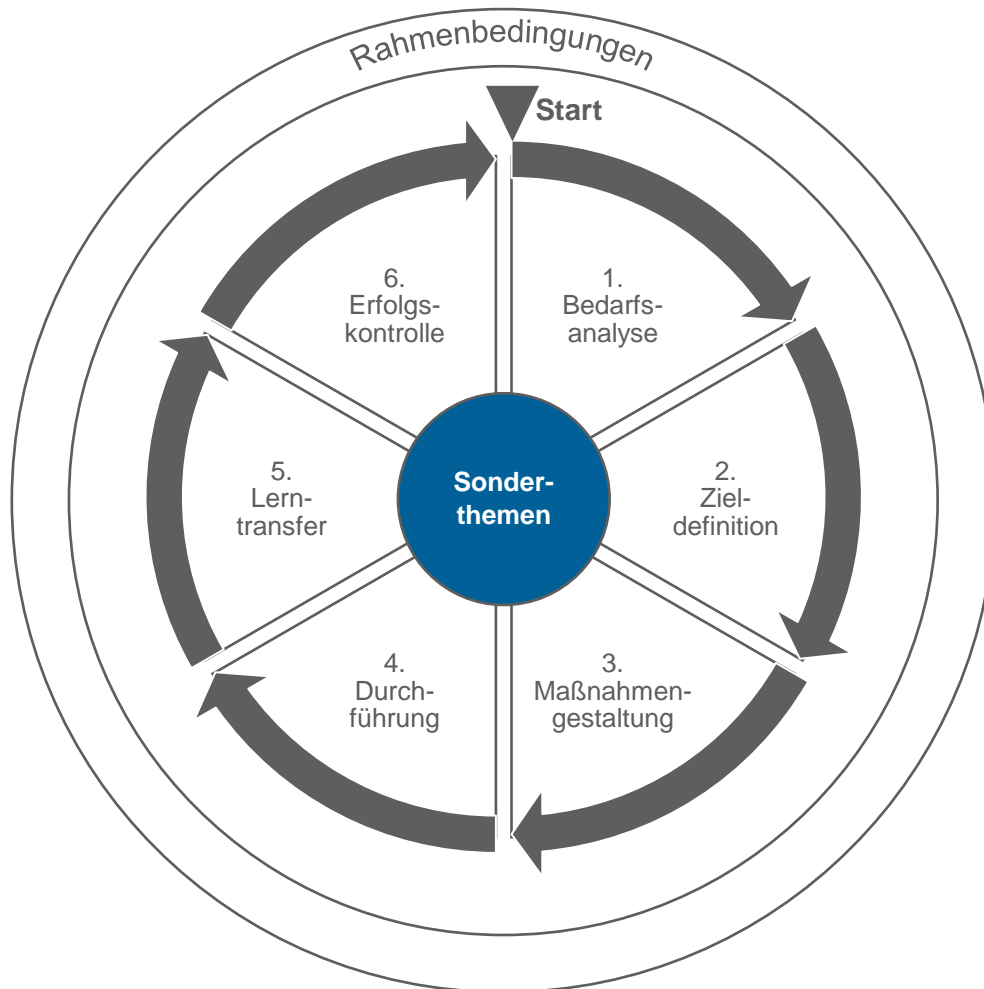 Rahmenbedingungen
Start
1.
Bedarfs-
analyse
2.
Ziel-
definition
3.
Maßnahmen-
gestaltung
4.
Durch-
führung
5.
Lern-
transfer
6.
Erfolgs-
kontrolle
Sonder-
themen